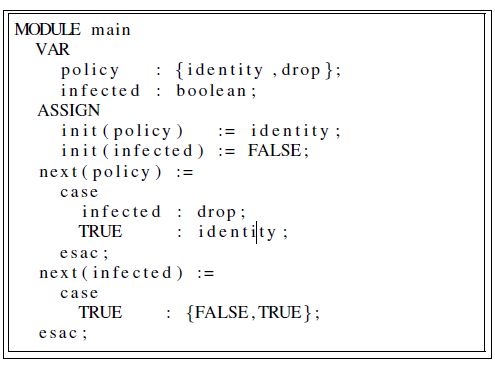 MODULE main
VAR
policy : {identity ,drop};
infected : boolean;
ASSIGN
init(policy) := identity;
init(infected) := FALSE;
next(policy) :=
case
infected : drop;
TRUE : identity;
esac;
next(infected) :=
case
TRUE : {FALSE,TRUE};
esac;